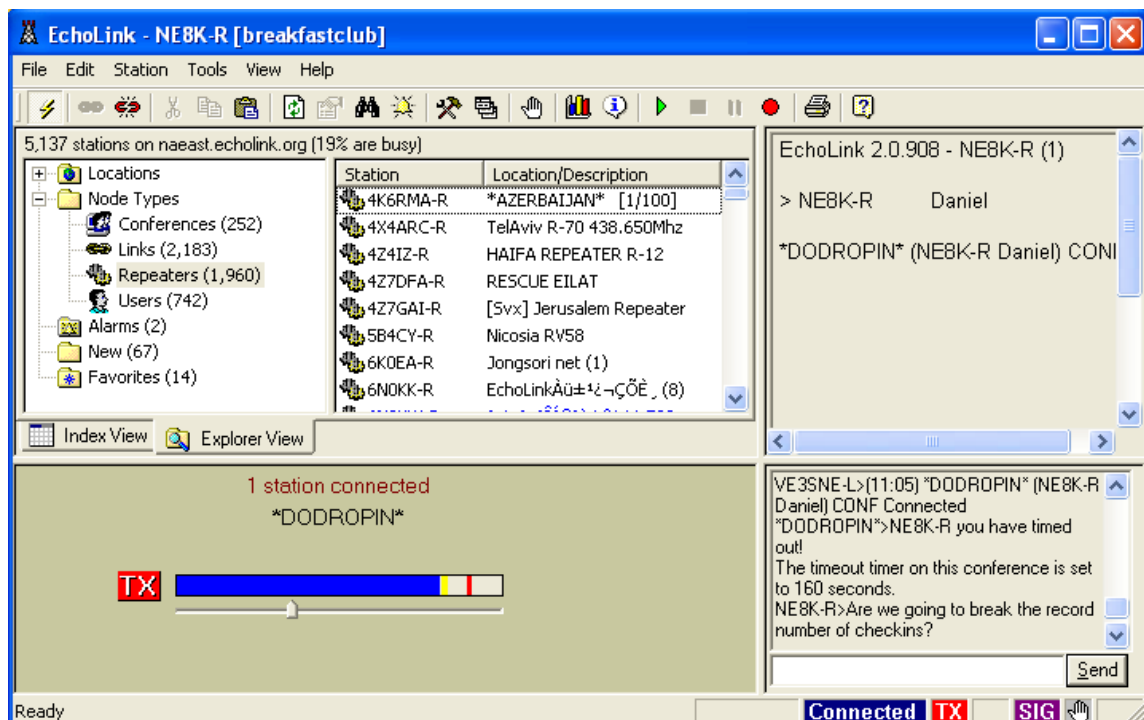 EchoLink - NE8K-R [breakfastclub]
File Edit Station Tools View Help
5,137 stations on naeast.echolink.org (19% are busy)
Locations
Node Types
Conferences (252)
Links (2,183)
Repeaters (1,960)
Users (742)
Alarms (2)
New (67)
Favorites (14)
Station Location/Description
4K6RMA-R *AZERBAIJAN* [1/100]
4X4ARC-R TelAviv R-70 438.650Mhz
4Z4IZ-R HAIFA REPEATER R-12
4Z7DFA-R RESCUE EILAT
4Z7GAI-R [Svx] Jerusalem Repeater
5B4CY-R Nicosia RV58
6K0EA-R Jongsori net (1)
6N0KK-R EchoLinkÀü±¹¿¬ÇÕÈ¸ (8)
Index View Explorer View
EchoLink 2.0.908 - NE8K-R (1)
> NE8K-R Daniel
*DODROPIN* (NE8K-R Daniel) CONF
1 station connected
*DODROPIN*
TX
VE3SNE-L>(11:05) *DODROPIN* (NE8K-R
Daniel) CONF Connected
*DODROPIN*>NE8K-R you have timed
out!
The timeout timer on this conference is set
to 160 seconds.
NE8K-R>Are we going to break the record
number of checkins?
Send
Ready Connected TX SIG